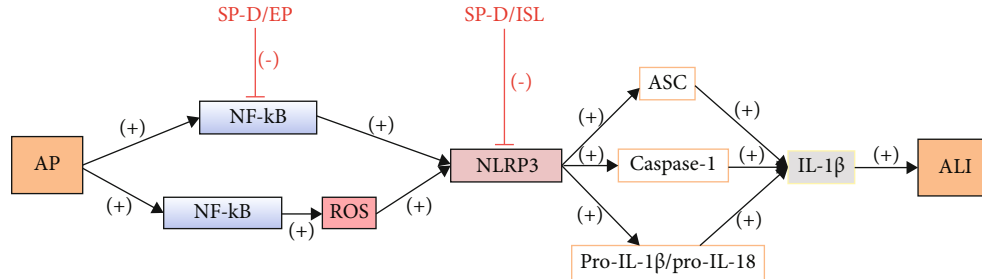 SP-D/EP
SP-D/ISL
(-)
(-)
ASC
NF-kB
(+)
(+)
(+)
(+)
AP
NLRP3
(+)
Caspase-1
(+)
IL-1β
(+)
ALI
(+)
NF-kB
(+)
ROS
(+)
(+)
(+)
Pro-IL-1β/pro-IL-18